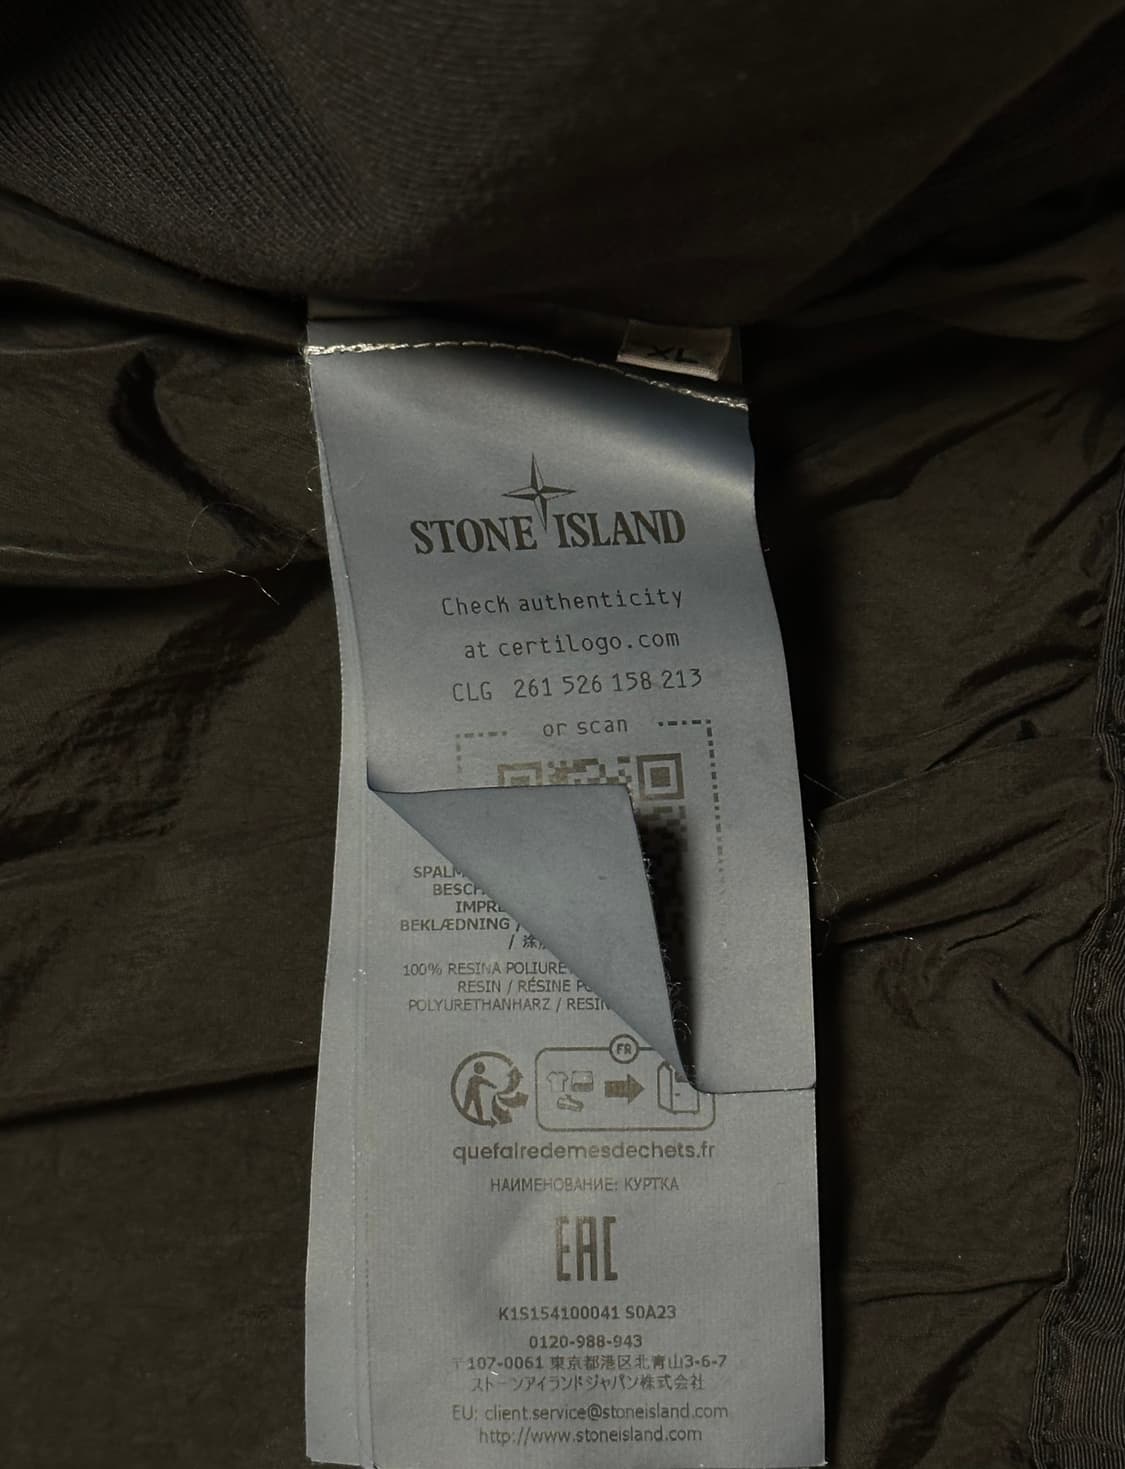 XL
STONE ISLAND
Check authenticity
at certilogo.com
CLG 261 526 158 213
or scan
BEKLÆDNING /
/ 涂
100% RESINA
RESIN / RÉSINE
POLYURETHANHARZ /
FR
quefairedemesdechets.fr
НАИМЕНОВАНИЕ: КУРТКА
EAC
K1S154100041 S0A23
0120-988-943
〒107-0061 東京都港区北青山3-6-7
ストーンアイランドジャパン株式会社
EU: client.service@stoneisland.com
http://www.stoneisland.com